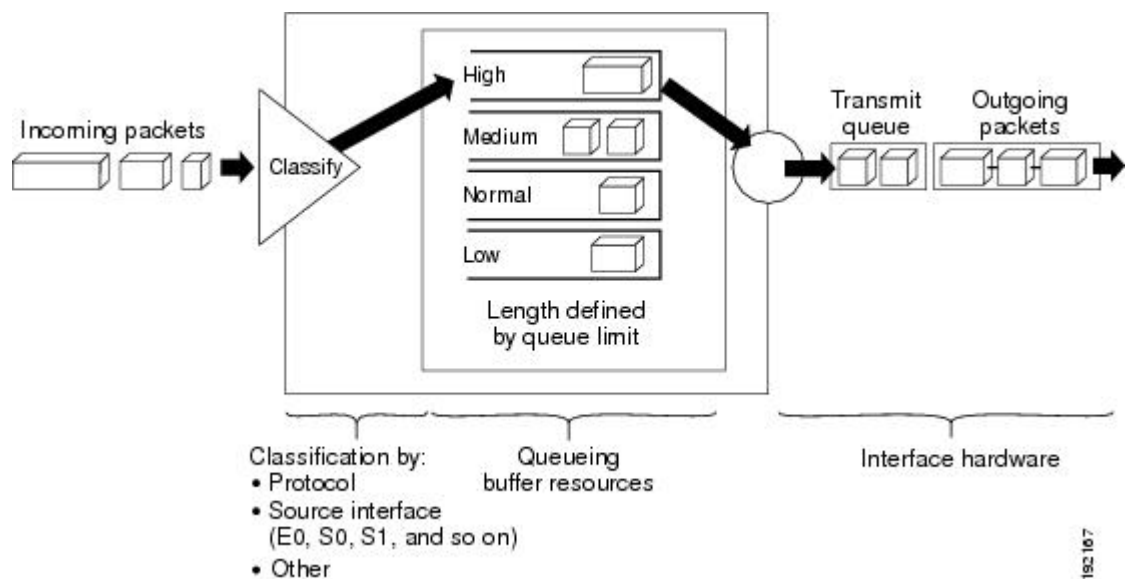 Incoming packets
Classify
High
Medium
Normal
Low
Length defined
by queue limit
Transmit
queue
Outgoing
packets
Classification by:
• Protocol
• Source interface
(E0, S0, S1, and so on)
• Other
Queueing
buffer resources
Interface hardware
192167